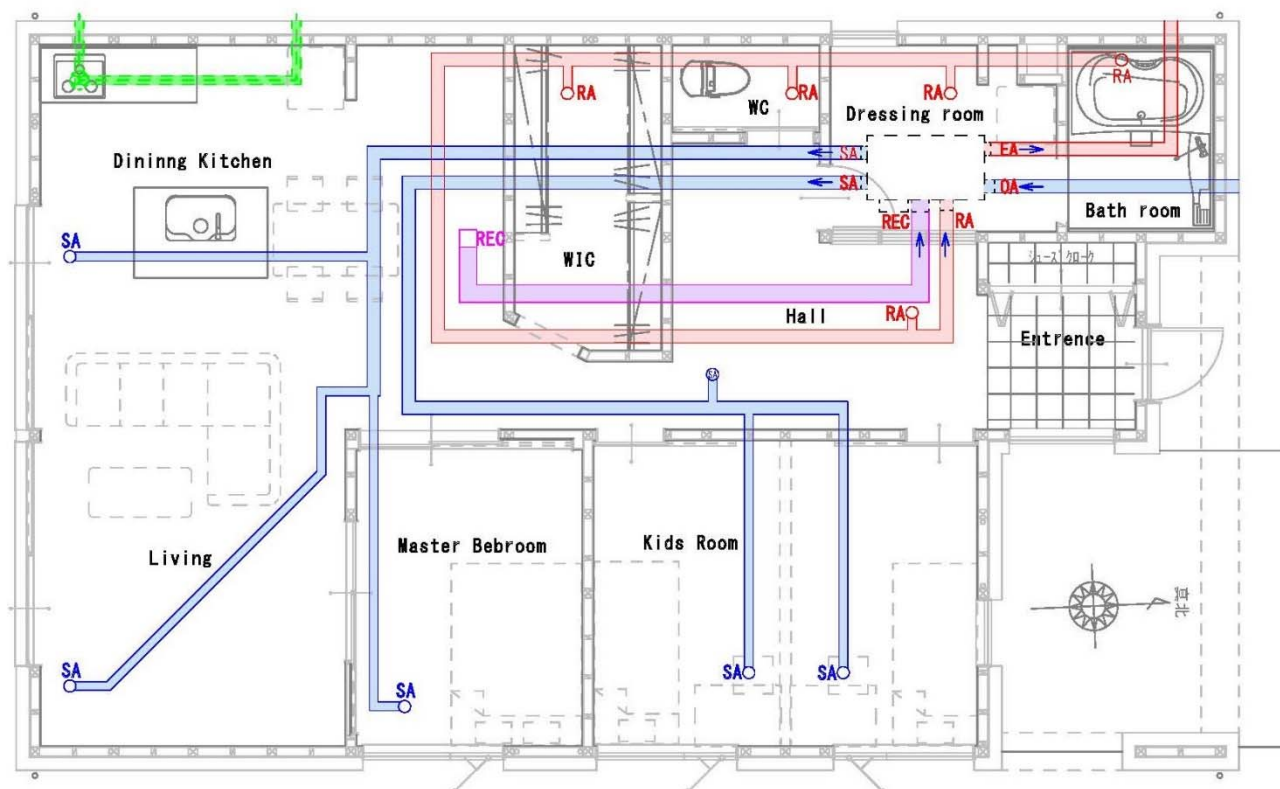 RA
RA
RA
RA
WC
Dressing room
Dininng Kitchen
SA
EA
SA
OA
Bath room
SA
REC
REC
RA
WIC
シューズクローク
RA
Hall
Entrence
SA
Master Bebroom
Kids Room
Living
真北
SA
SA
SA
SA